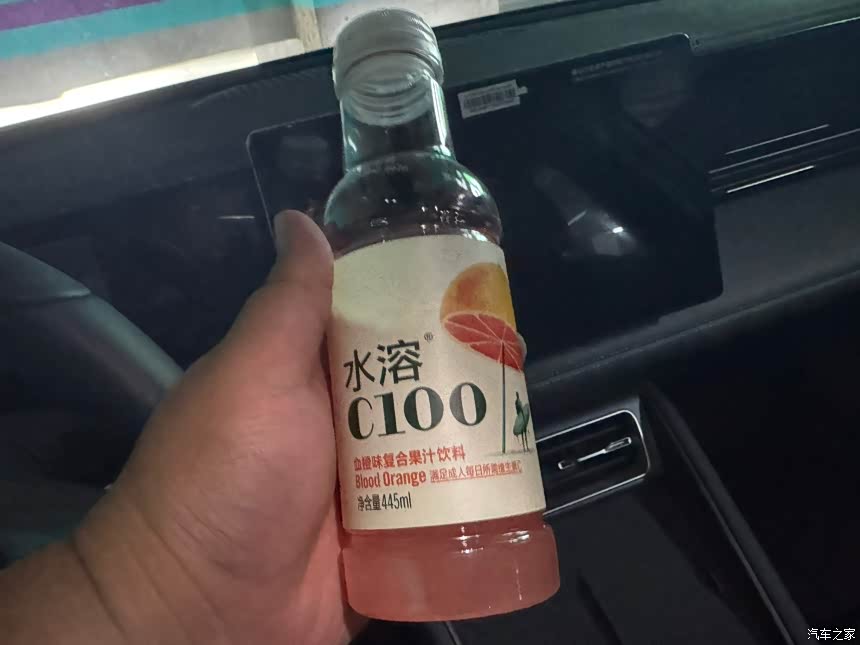 水溶®
C100
血橙味复合果汁饮料
Blood Orange 满足成人每日所需维生素C
净含量445ml
汽车之家